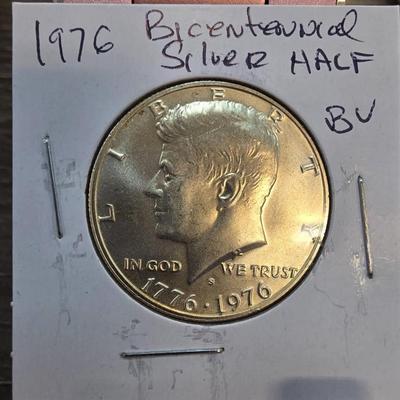 1976 Bicentennial
Silver HALF
BU
LIBERTY
IN GOD WE TRUST
S
1776 · 1976